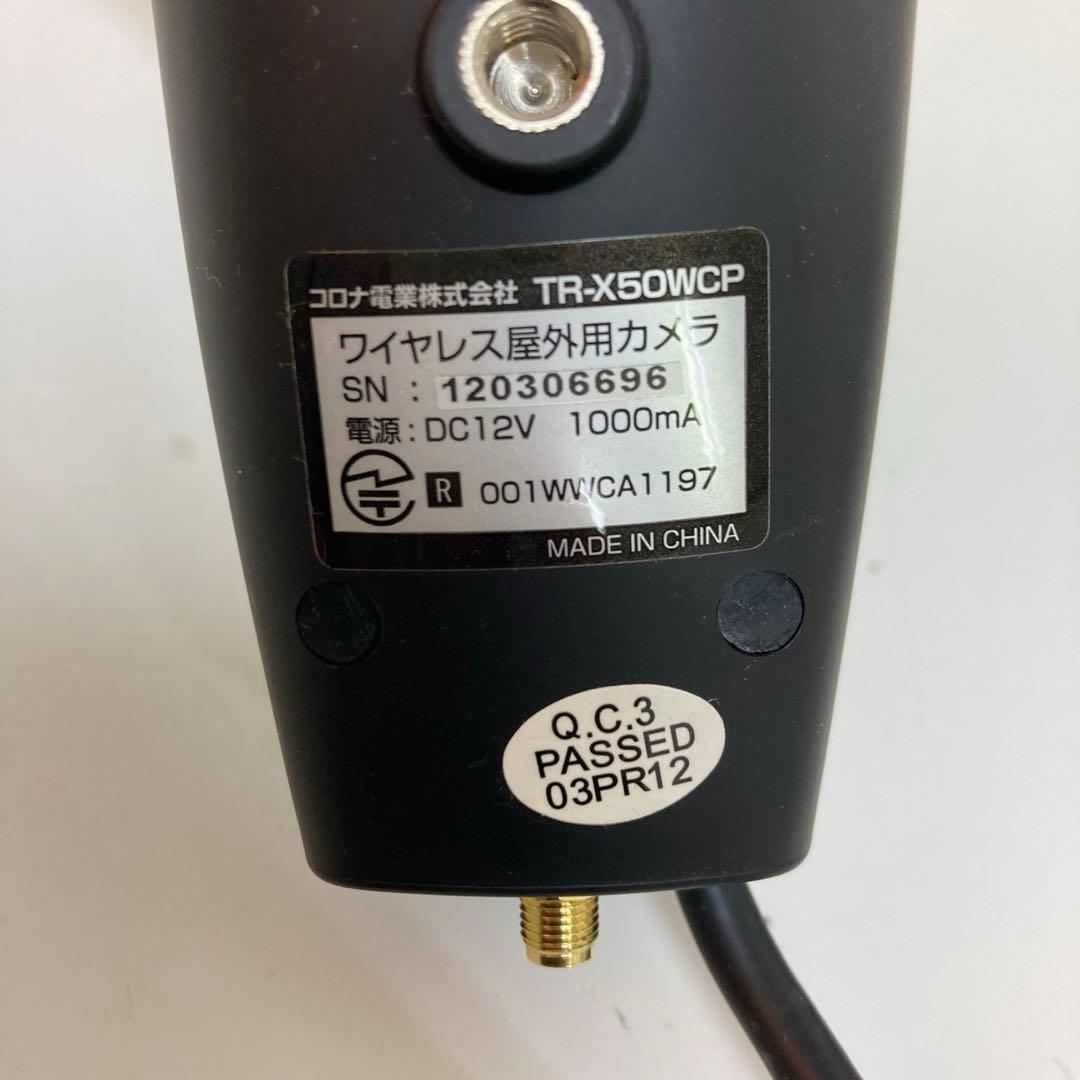 コロナ電業株式会社 TR-X50WCP
ワイヤレス屋外用カメラ
SN : 120306696
電源 : DC12V 1000mA
R 001WWCA1197
MADE IN CHINA
Q.C.3
PASSED
03PR12